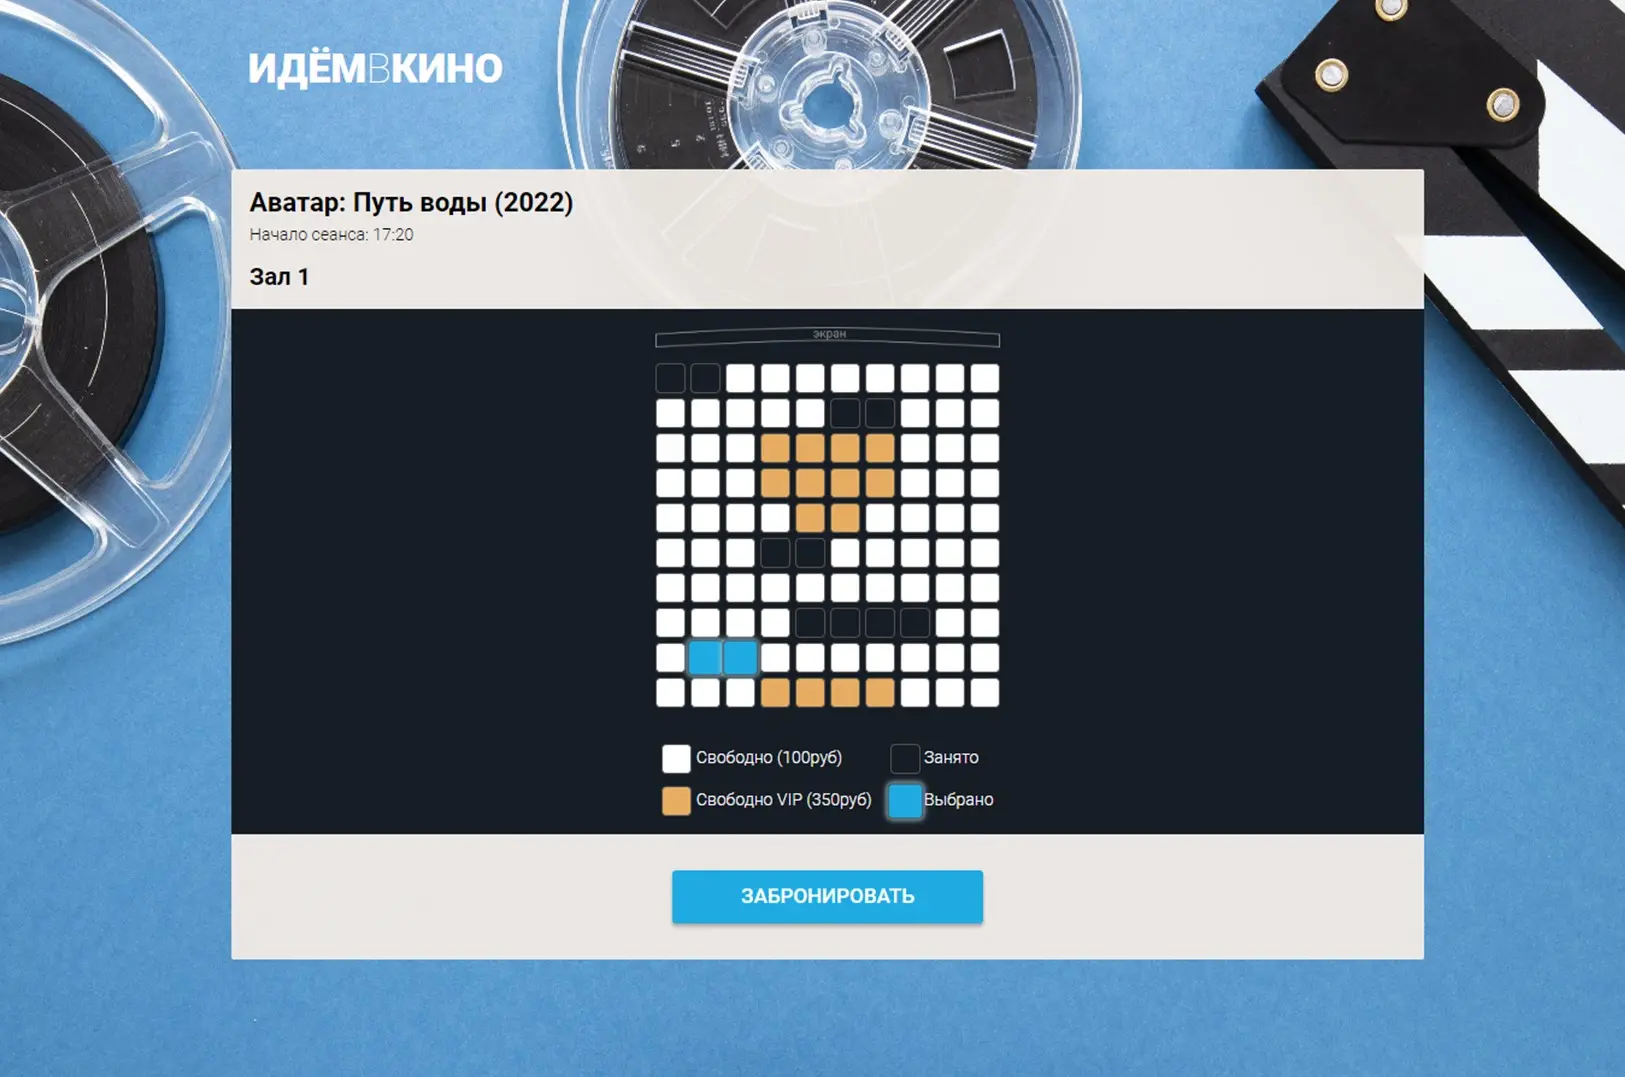 ИДЁМВКИНО
Аватар: Путь воды (2022)
Начало сеанса: 17:20
Зал 1
экран
Свободно (100руб)
Занято
Свободно VIP (350руб)
Выбрано
ЗАБРОНИРОВАТЬ